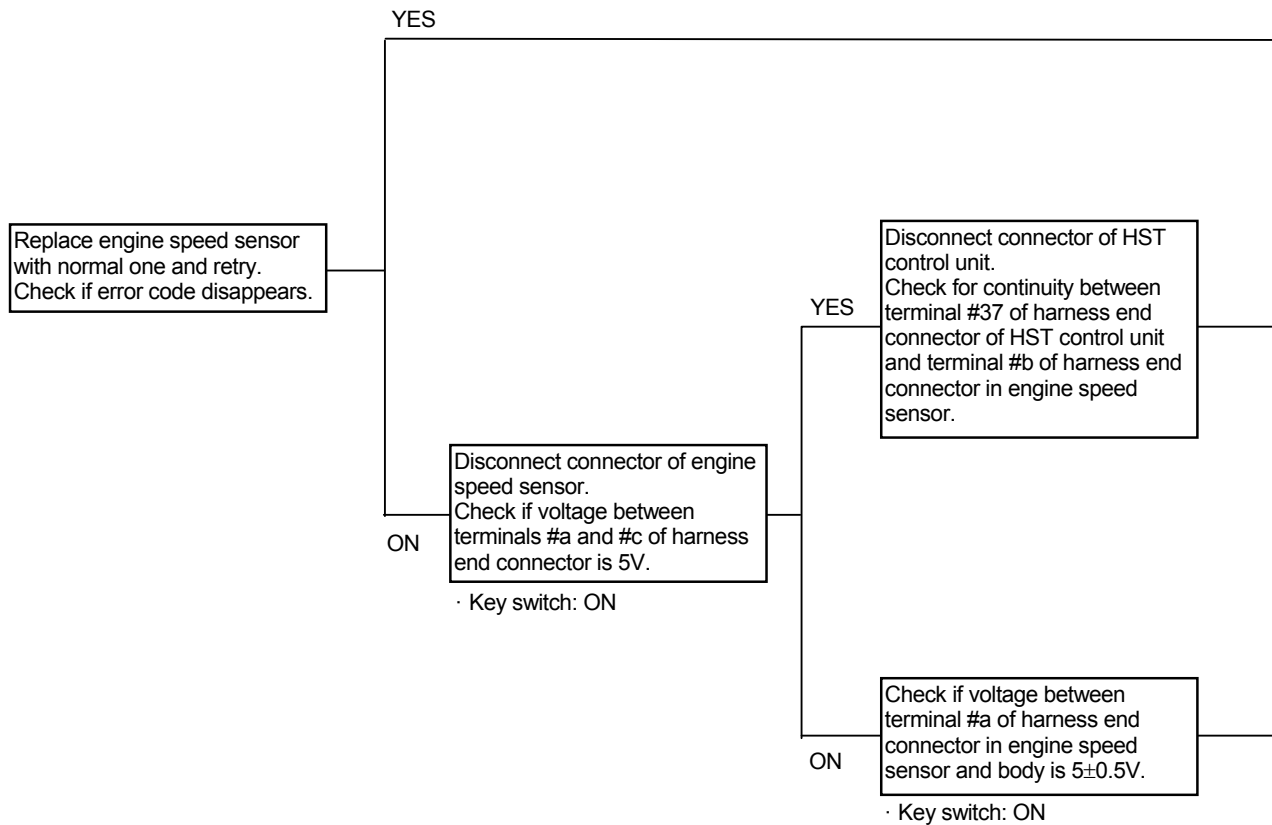 YES
Replace engine speed sensor
with normal one and retry.
Check if error code disappears.
ON
Disconnect connector of engine
speed sensor.
Check if voltage between
terminals #a and #c of harness
end connector is 5V.
· Key switch: ON
YES
Disconnect connector of HST
control unit.
Check for continuity between
terminal #37 of harness end
connector of HST control unit
and terminal #b of harness end
connector in engine speed
sensor.
ON
Check if voltage between
terminal #a of harness end
connector in engine speed
sensor and body is 5±0.5V.
· Key switch: ON